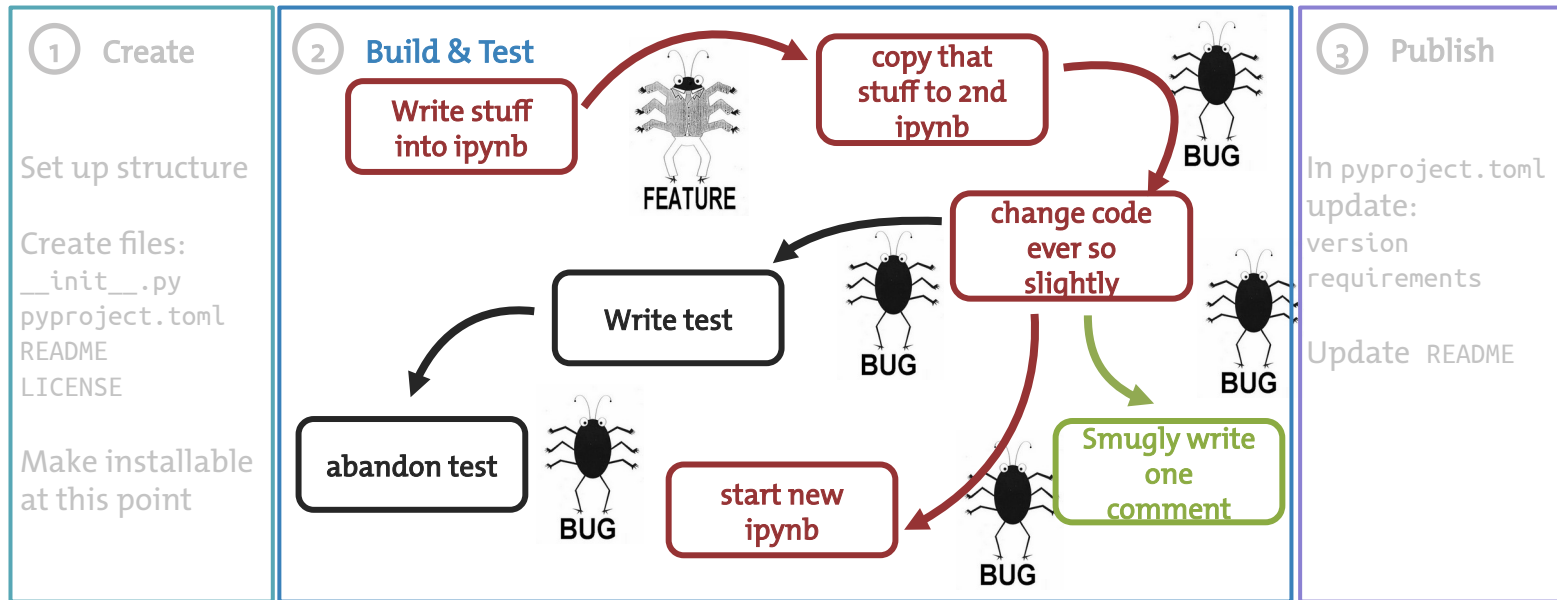 1 Create
Set up structure
Create files:
__init__.py
pyproject.toml
README
LICENSE
Make installable
at this point
2 Build & Test
Write stuff
into ipynb
FEATURE
copy that
stuff to 2nd
ipynb
BUG
change code
ever so
slightly
BUG
Write test
BUG
abandon test
BUG
start new
ipynb
BUG
Smugly write
one
comment
3 Publish
In pyproject.toml
update:
version
requirements
Update README